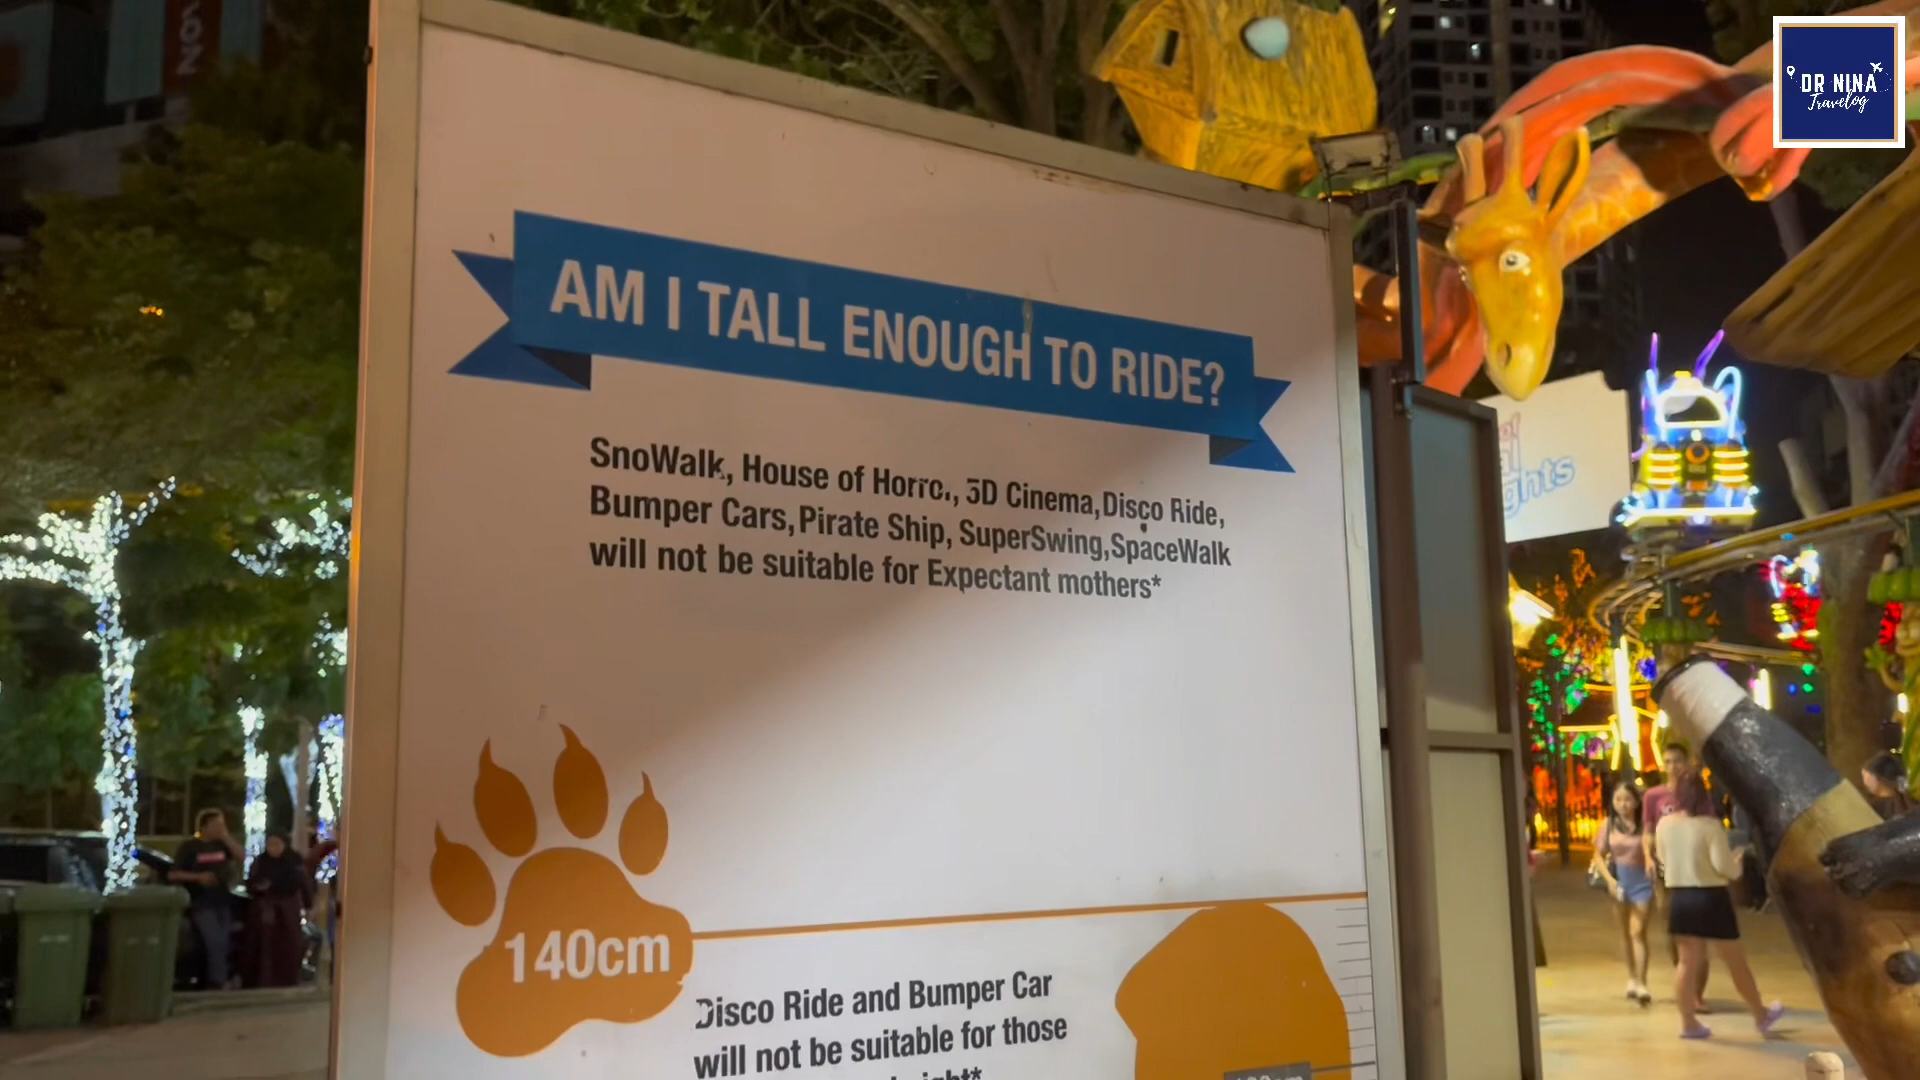 DR NINA
Travelog
AM I TALL ENOUGH TO RIDE?
SnoWalk, House of Horror, 5D Cinema, Disco Ride,
Bumper Cars, Pirate Ship, SuperSwing, SpaceWalk
will not be suitable for Expectant mothers*
140cm
Disco Ride and Bumper Car
will not be suitable for those